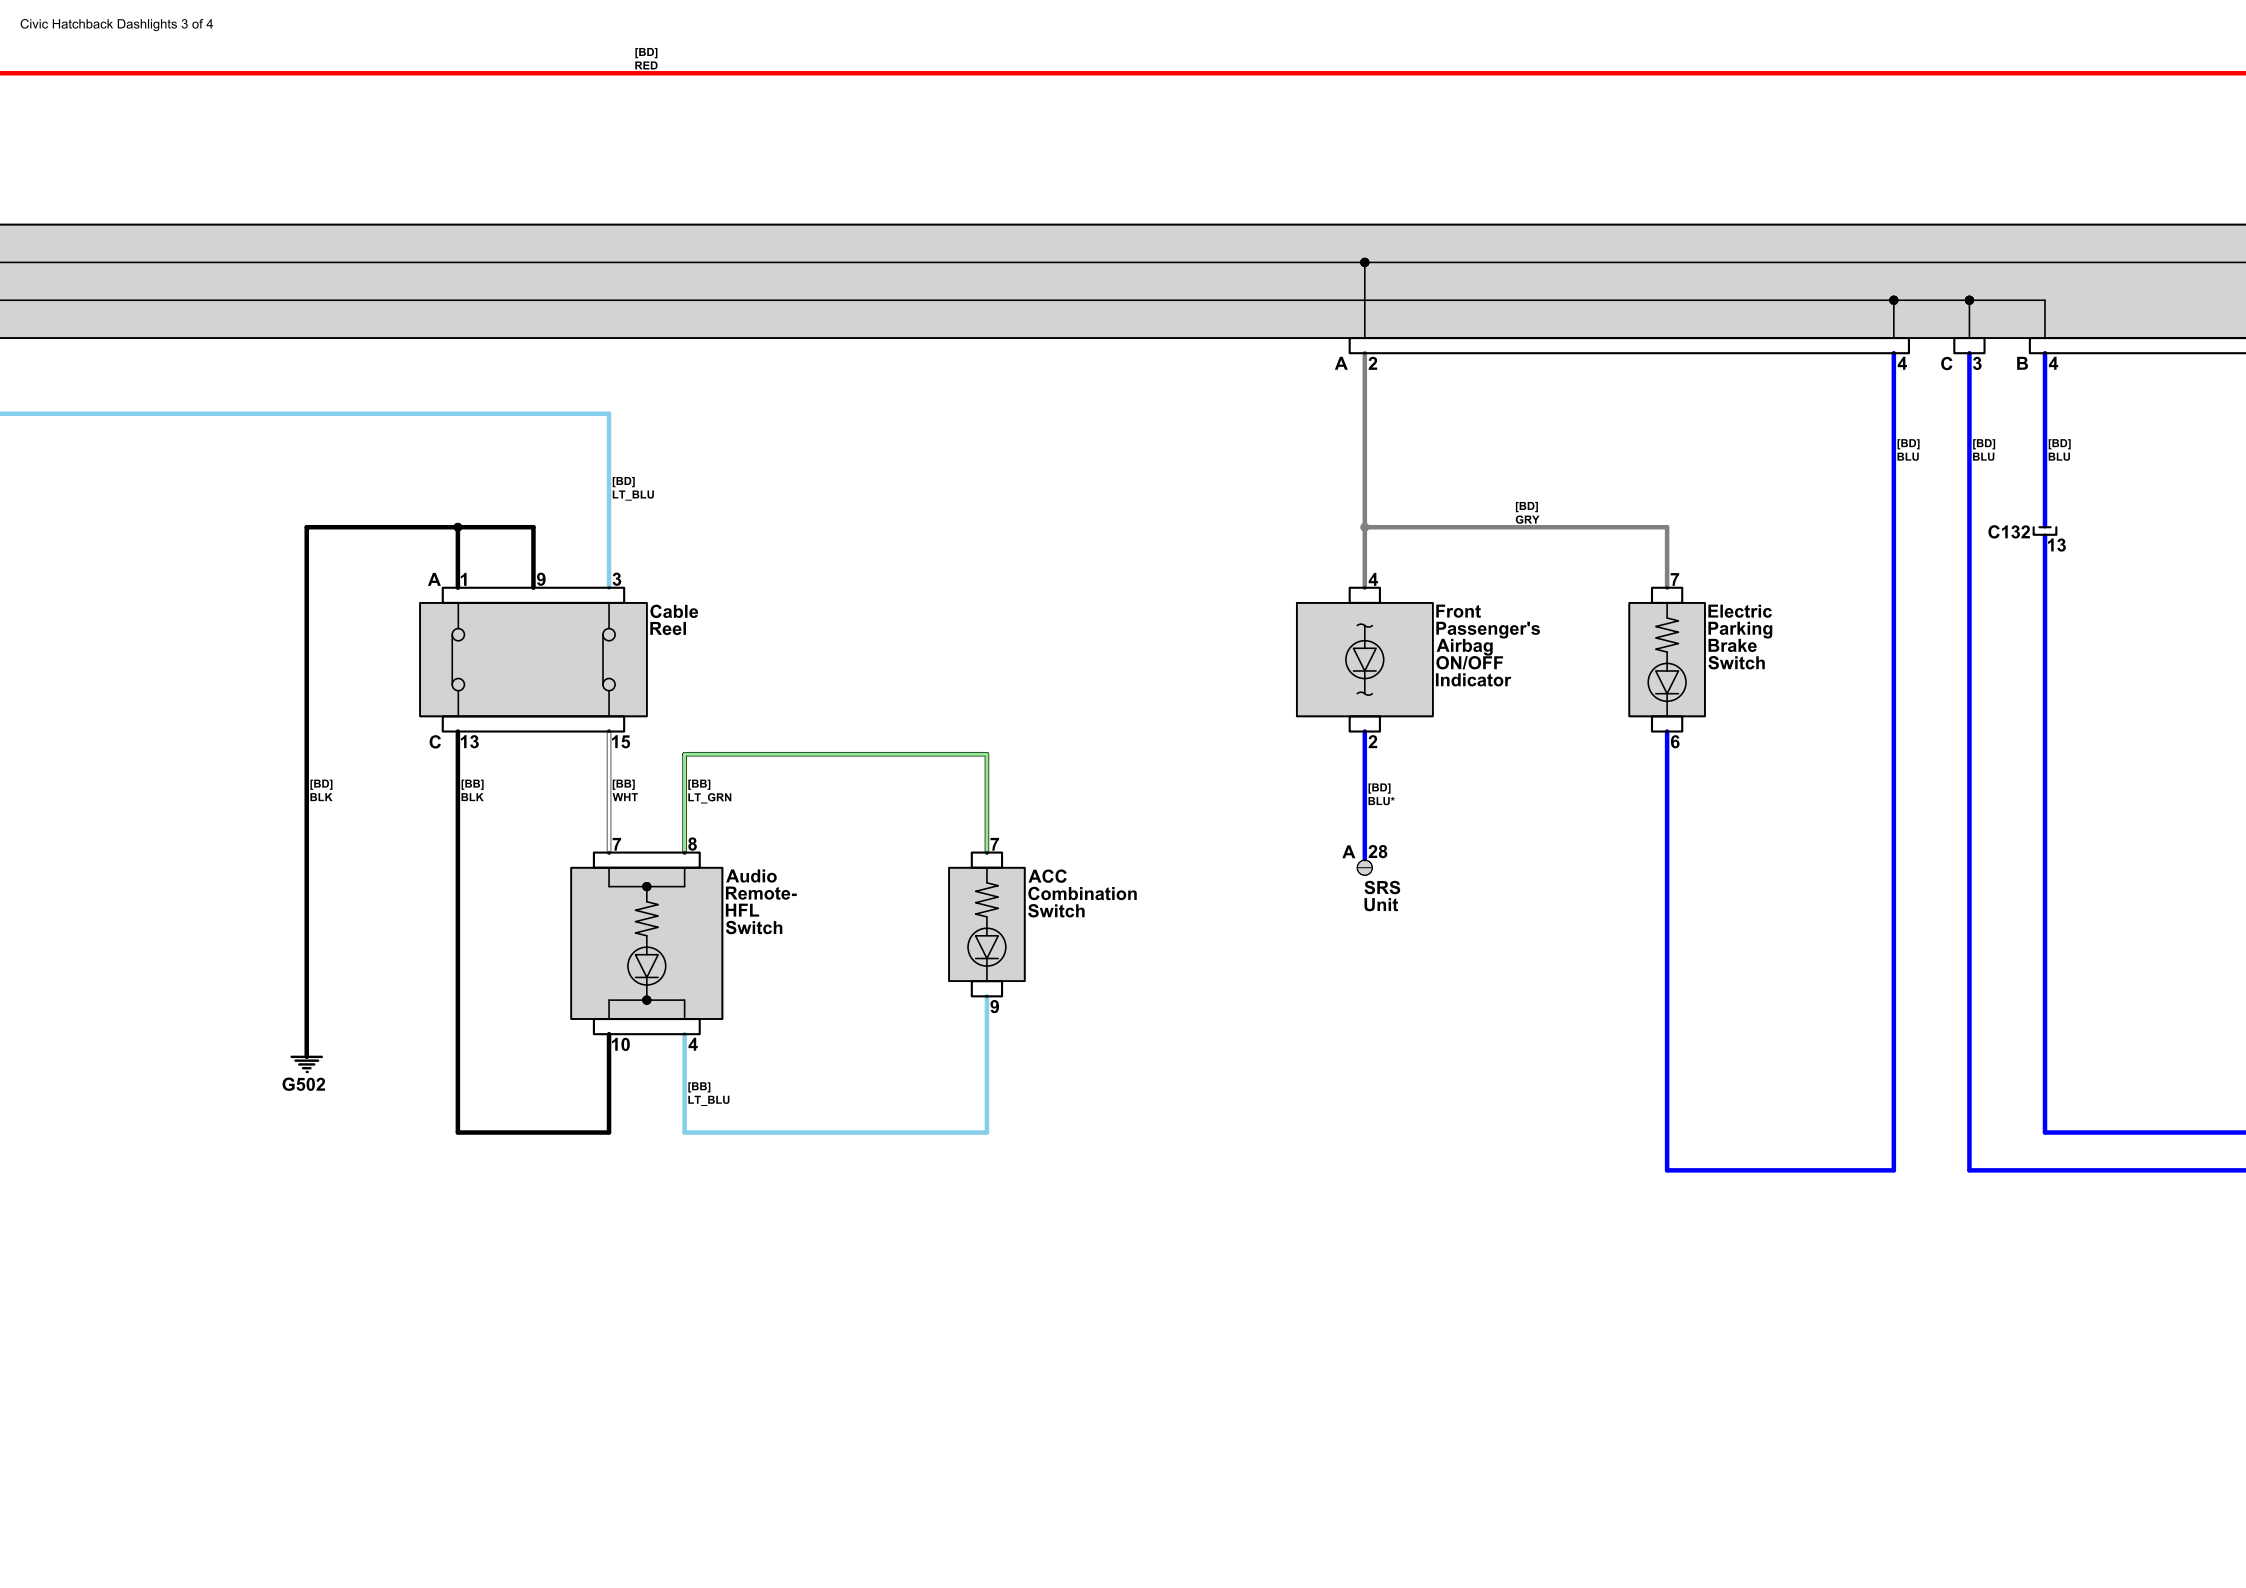 Civic Hatchback Dashlights 3 of 4
[BD]
RED
A 2
4
C 3
B 4
[BD]
BLU
[BD]
BLU
[BD]
BLU
[BD]
LT_BLU
[BD]
GRY
C132
13
A 1 9 3
Cable
Reel
C 13 15
4
Front
Passenger's
Airbag
ON/OFF
Indicator
2
7
Electric
Parking
Brake
Switch
6
[BD]
BLK
[BB]
BLK
[BB]
WHT
[BB]
LT_GRN
[BD]
BLU*
7 8
Audio
Remote-
HFL
Switch
10 4
7
ACC
Combination
Switch
9
A 28
SRS
Unit
G502
[BB]
LT_BLU